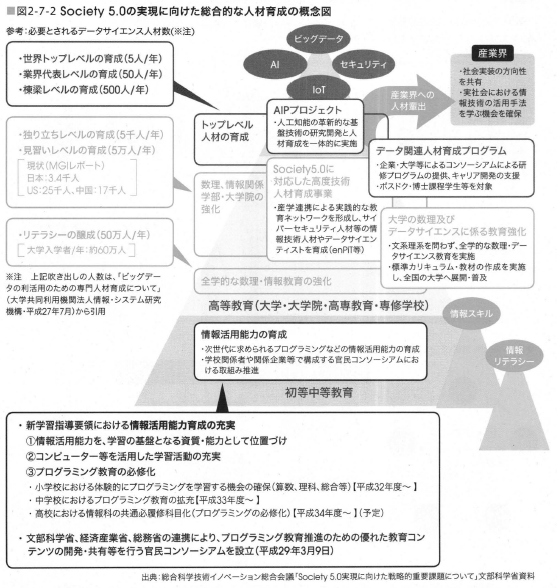 ■図2-7-2 Society 5.0の実現に向けた総合的な人材育成の概念図
参考:必要とされるデータサイエンス人材数(※注)
・世界トップレベルの育成(5人/年)
・業界代表レベルの育成(50人/年)
・棟梁レベルの育成(500人/年)
・独り立ちレベルの育成(5千人/年)
・見習いレベルの育成(5万人/年)
現状(MGIレポート)
日本:3.4千人
US:25千人、中国:17千人
・リテラシーの醸成(50万人/年)
大学入学者/年:約60万人
※注 上記吹き出しの人数は、「ビッグデー
タの利活用のための専門人材育成について」
(大学共同利用機関法人情報・システム研究
機構・平成27年7月)から引用
ビッグデータ
AI
セキュリティ
IoT
産業界への
人材輩出
産業界
・社会実装の方向性
を共有
・実社会における情
報技術の活用手法
を学ぶ機会を確保
トップレベル
人材の育成
AIPプロジェクト
・人工知能の革新的な基
盤技術の研究開発と人
材育成を一体的に実施
データ関連人材育成プログラム
・企業・大学等によるコンソーシアムによる研
修プログラムの提供、キャリア開発の支援
・ポスドク・博士課程学生等を対象
数理、情報関係
学部・大学院の
強化
Society5.0に
対応した高度技術
人材育成事業
・産学連携による実践的な教
育ネットワークを形成し、サイ
バーセキュリティ人材等の情
報技術人材やデータサイエン
ティストを育成(enPiT等)
大学の数理及び
データサイエンスに係る教育強化
・文系理系を問わず、全学的な数理・デー
タサイエンス教育を実施
・標準カリキュラム・教材の作成を実施
し、全国の大学へ展開・普及
全学的な数理・情報教育の強化
高等教育(大学・大学院・高専教育・専修学校)
情報スキル
情報
リテラシー
情報活用能力の育成
・次世代に求められるプログラミングなどの情報活用能力の育成
・学校関係者や関係企業等で構成する官民コンソーシアムにお
ける取組み推進
初等中等教育
・新学習指導要領における情報活用能力育成の充実
①情報活用能力を、学習の基盤となる資質・能力として位置づけ
②コンピューター等を活用した学習活動の充実
③プログラミング教育の必修化
・小学校における体験的にプログラミングを学習する機会の確保(算数、理科、総合等)【平成32年度~】
・中学校におけるプログラミング教育の拡充【平成33年度~】
・高校における情報科の共通必履修科目化(プログラミングの必修化)【平成34年度~】(予定)
・文部科学省、経済産業省、総務省の連携により、プログラミング教育推進のための優れた教育コ
ンテンツの開発・共有等を行う官民コンソーシアムを設立(平成29年3月9日)
出典:総合科学技術イノベーション総合会議「Society 5.0実現に向けた戦略的重要課題について」文部科学省資料